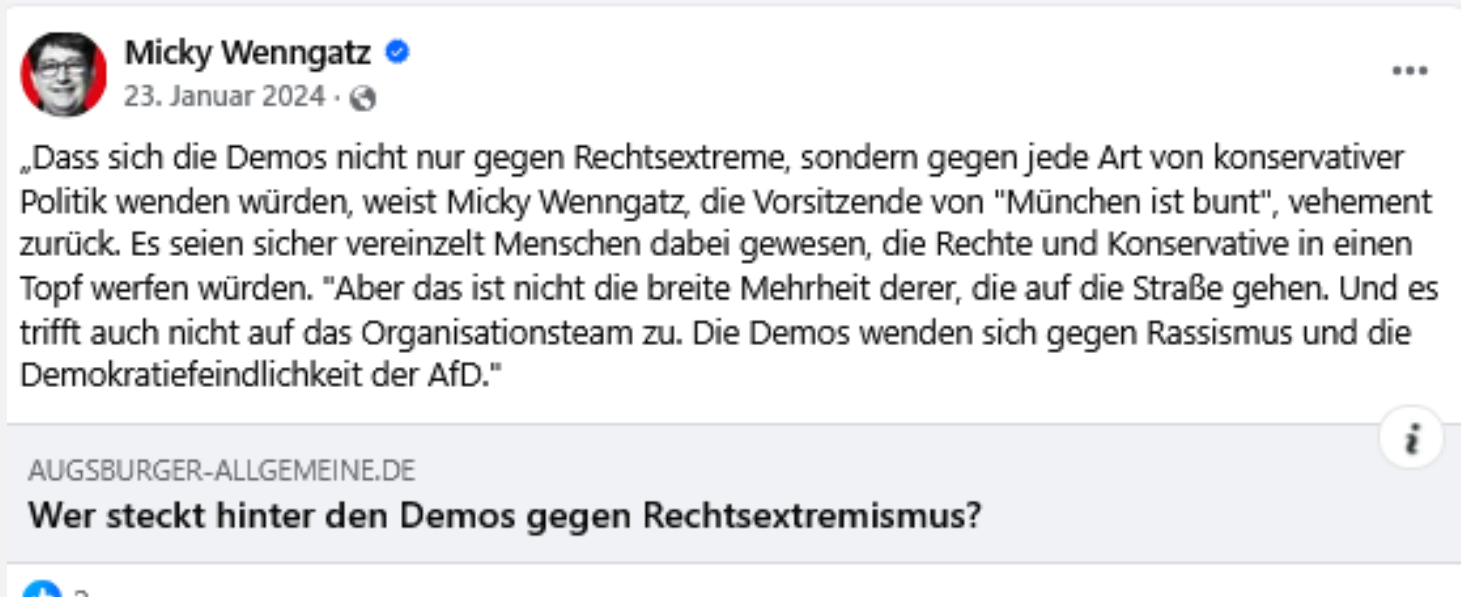 Micky Wenngatz
23. Januar 2024 ·
„Dass sich die Demos nicht nur gegen Rechtsextreme, sondern gegen jede Art von konservativer
Politik wenden würden, weist Micky Wenngatz, die Vorsitzende von "München ist bunt", vehement
zurück. Es seien sicher vereinzelt Menschen dabei gewesen, die Rechte und Konservative in einen
Topf werfen würden. "Aber das ist nicht die breite Mehrheit derer, die auf die Straße gehen. Und es
trifft auch nicht auf das Organisationsteam zu. Die Demos wenden sich gegen Rassismus und die
Demokratiefeindlichkeit der AfD."
i
AUGSBURGER-ALLGEMEINE.DE
Wer steckt hinter den Demos gegen Rechtsextremismus?